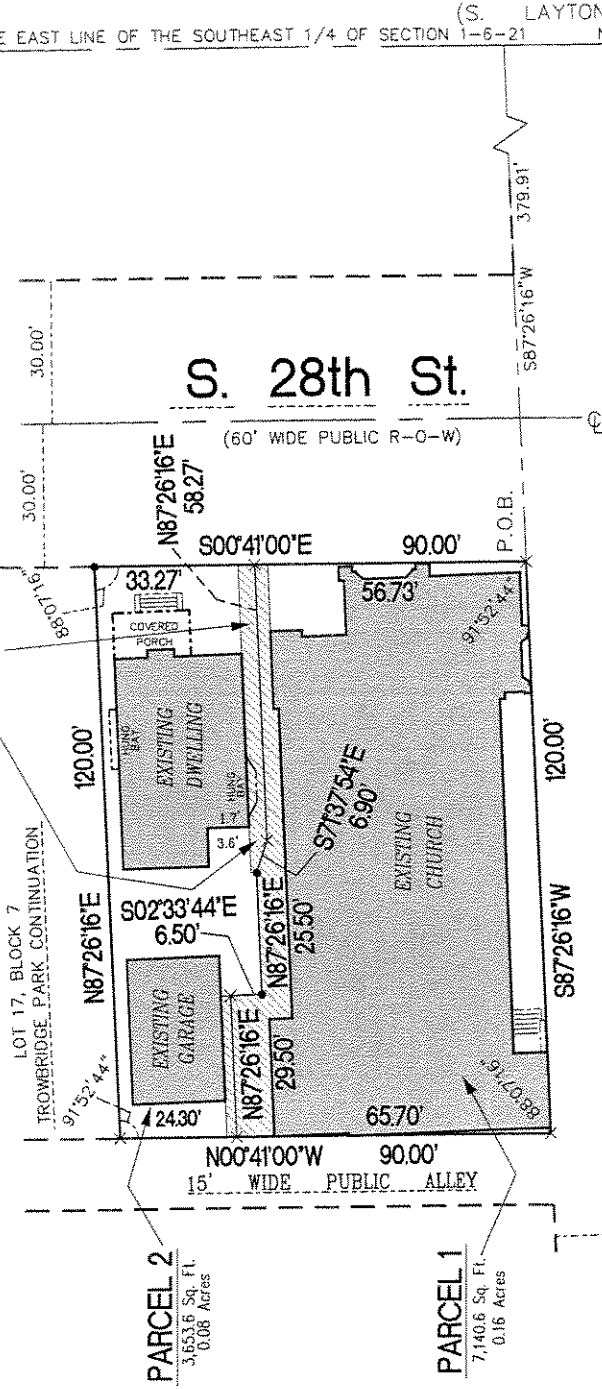 (S. LAYTON
E EAST LINE OF THE SOUTHEAST 1/4 OF SECTION 1-6-21
379.91'
S87°26'16"W
30.00'
S. 28th St.
(60' WIDE PUBLIC R-O-W)
30.00'
N87°26'16"E
58.27'
P.O.B.
S00°41'00"E
90.00'
88°07'16"
33.27'
56.73'
91°52'44"
COVERED
PORCH
HUNG
BAY
EXISTING
DWELLING
HUNG
BAY
1.7'
3.6'
120.00'
S71°37'54"E
6.90'
EXISTING
CHURCH
120.00'
LOT 17, BLOCK 7
TROWBRIDGE PARK CONTINUATION
N87°26'16"E
S02°33'44"E
6.50'
N87°26'16"E
25.50'
S87°26'16"W
EXISTING
GARAGE
N87°26'16"E
29.50'
91°52'44"
24.30'
65.70'
88°07'16"
N00°41'00"W
90.00'
15' WIDE PUBLIC ALLEY
PARCEL 2
3,653.6 Sq. Ft.
0.08 Acres
PARCEL 1
7,140.6 Sq. Ft.
0.16 Acres